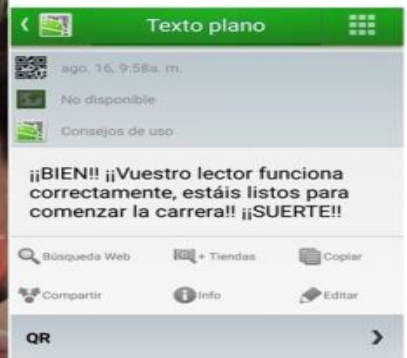 Texto plano
ago. 16, 9:58a. m.
No disponible
Consejos de uso
¡¡BIEN!! ¡¡Vuestro lector funciona
correctamente, estáis listos para
comenzar la carrera!! ¡¡SUERTE!!
Búsqueda Web
+ Tiendas
Copiar
Compartir
Info
Editar
QR